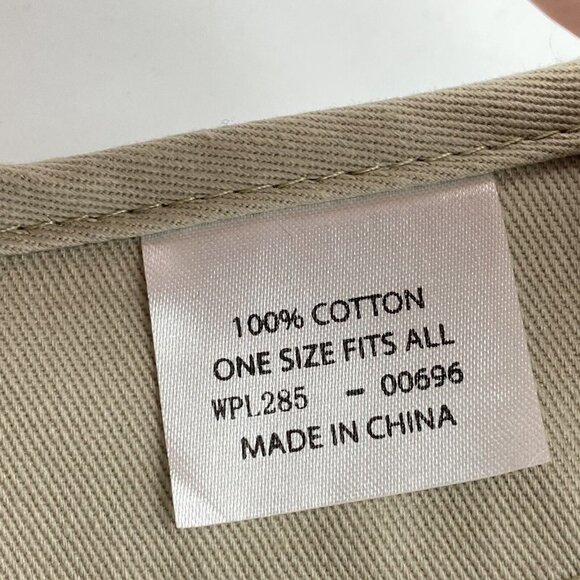 100% COTTON
ONE SIZE FITS ALL
WPL285 - 00696
MADE IN CHINA